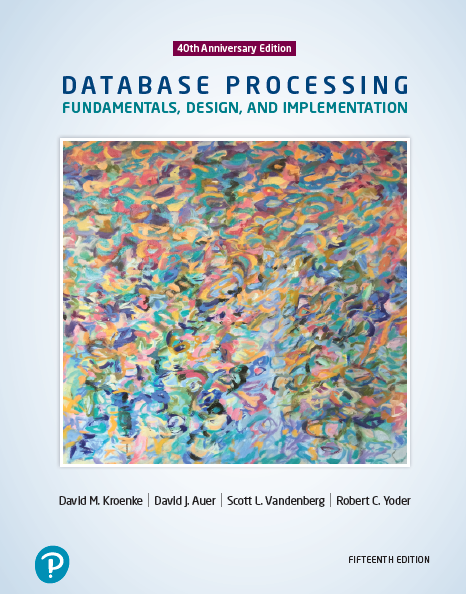 40th Anniversary Edition
DATABASE PROCESSING
FUNDAMENTALS, DESIGN, AND IMPLEMENTATION
David M. Kroenke | David J. Auer | Scott L. Vandenberg | Robert C. Yoder
P
FIFTEENTH EDITION